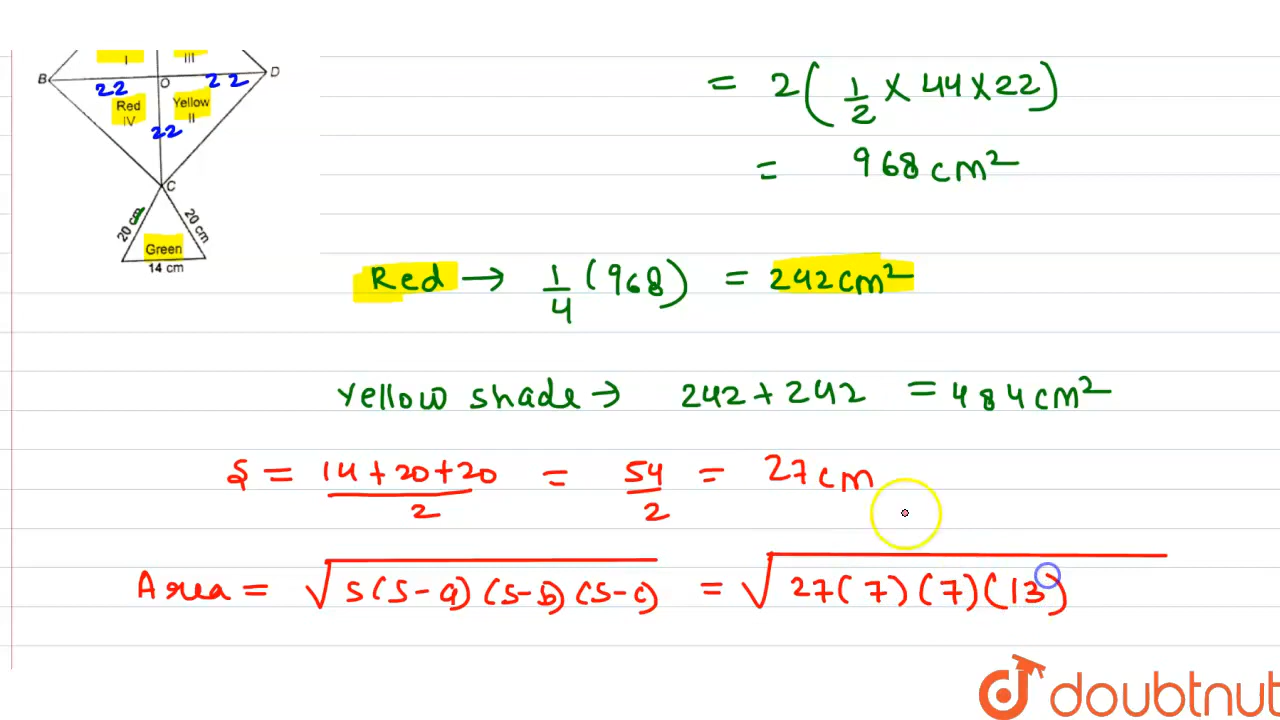 I III
B O D
22 22
Red Yellow
IV II
22
C
20 cm 20 cm
Green
14 cm
= 2(1/2 × 44 × 22)
= 968 cm²
Red → 1/4 (968) = 242 cm²
Yellow shade → 242 + 242 = 484 cm²
S = 14+20+20/2 = 54/2 = 27 cm
Area = √s(s-a)(s-b)(s-c) = √27(7)(7)(13)
doubtnut